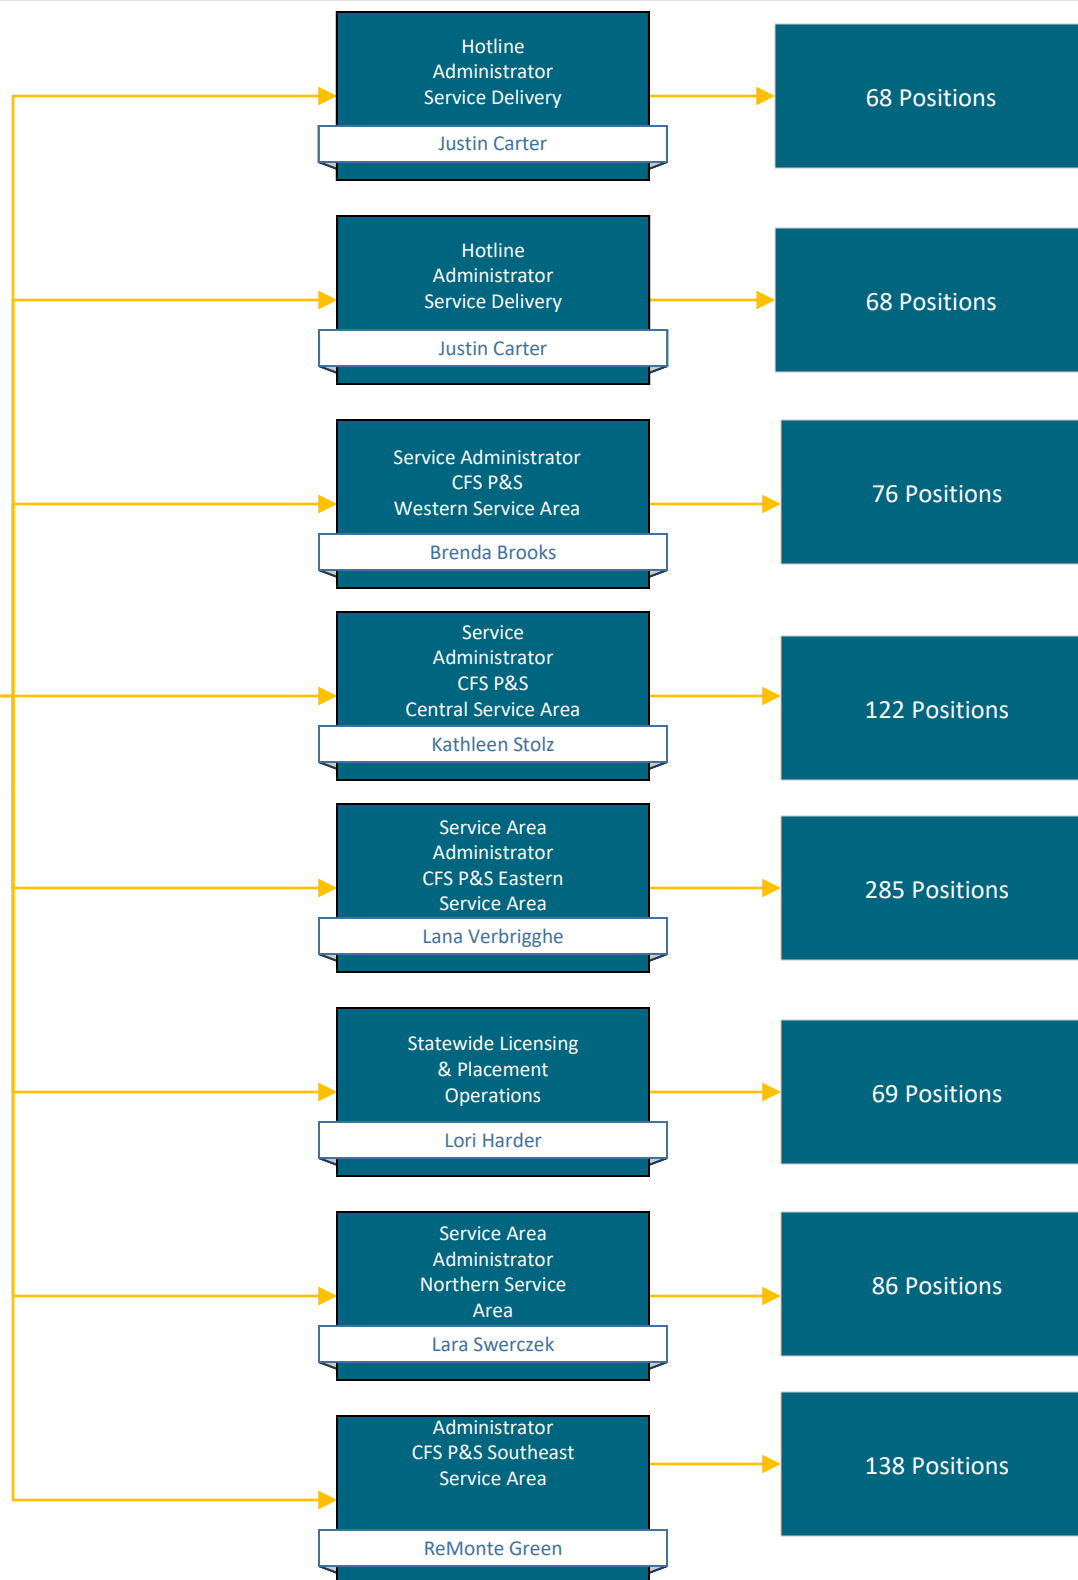 Hotline
Administrator
Service Delivery
Justin Carter
68 Positions
Hotline
Administrator
Service Delivery
Justin Carter
68 Positions
Service Administrator
CFS P&S
Western Service Area
Brenda Brooks
76 Positions
Service
Administrator
CFS P&S
Central Service Area
Kathleen Stolz
122 Positions
Service Area
Administrator
CFS P&S Eastern
Service Area
Lana Verbrigghe
285 Positions
Statewide Licensing
& Placement
Operations
Lori Harder
69 Positions
Service Area
Administrator
Northern Service
Area
Lara Swerczek
86 Positions
Administrator
CFS P&S Southeast
Service Area
ReMonte Green
138 Positions